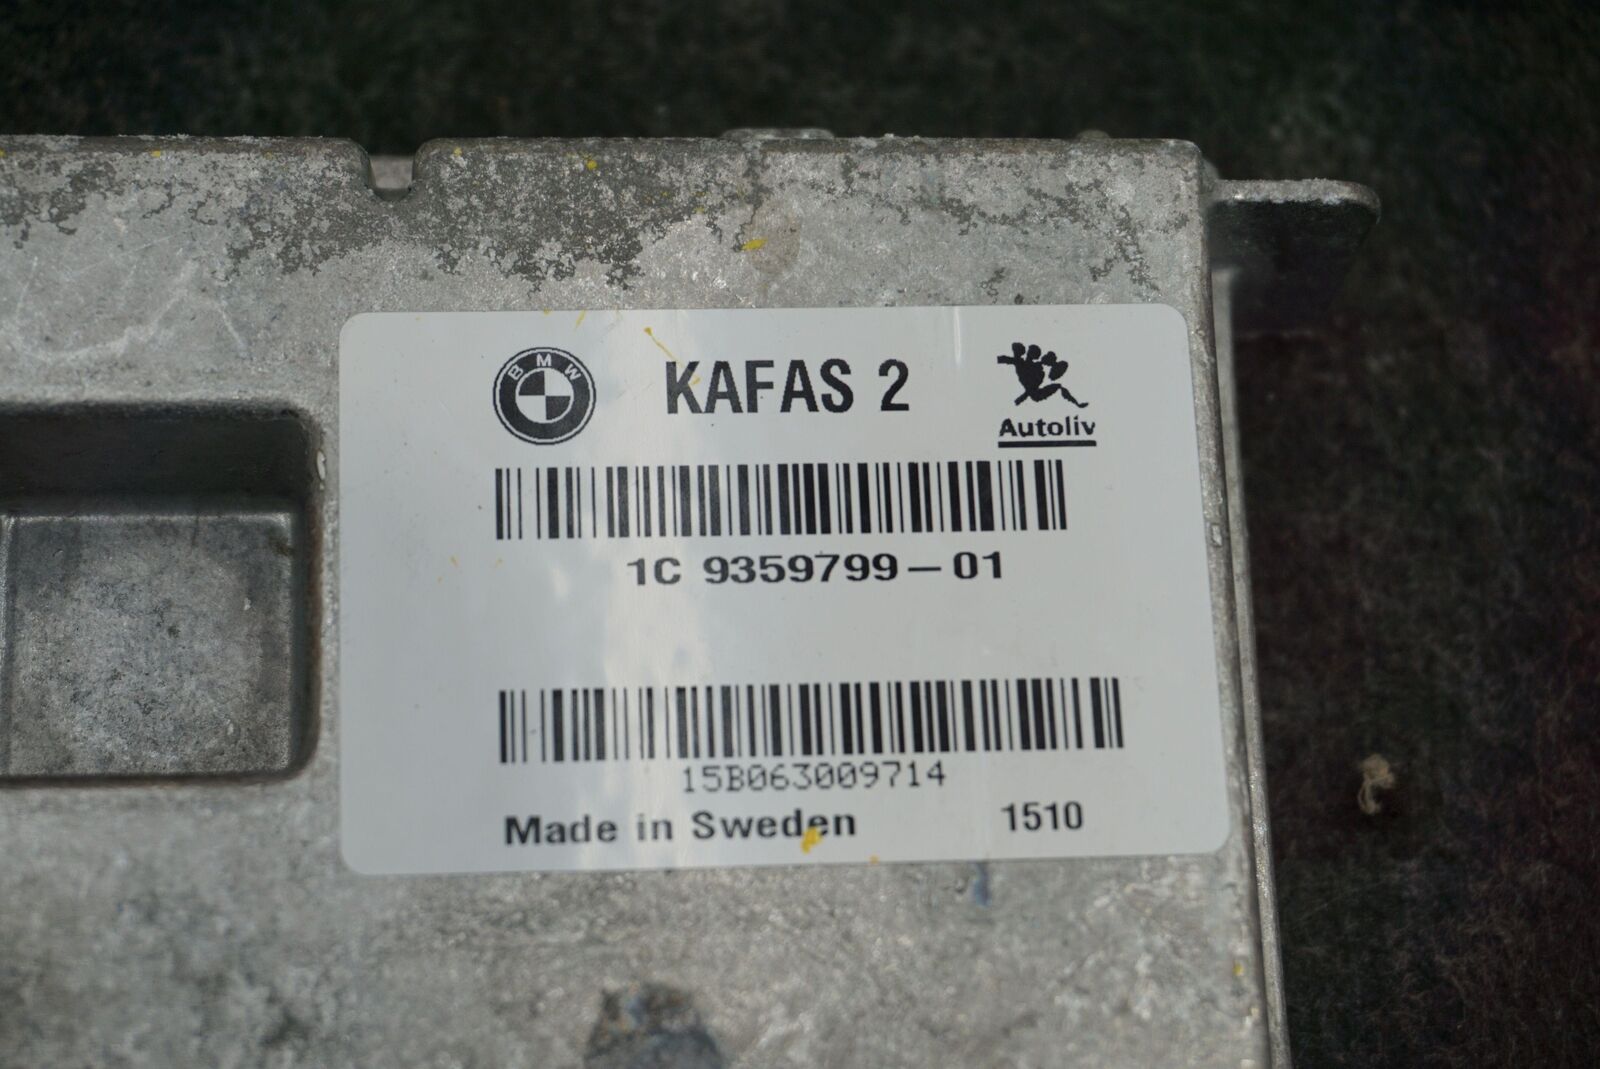 BMW KAFAS 2
Autoliv
1C 9359799-01
15B063009714
Made in Sweden 1510